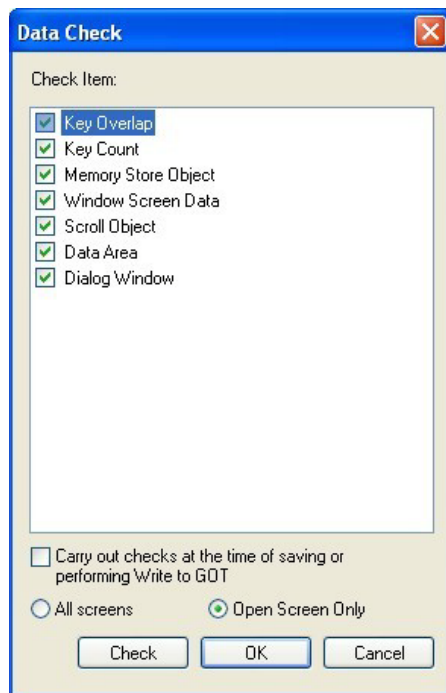 Data Check
Check Item:
Key Overlap
Key Count
Memory Store Object
Window Screen Data
Scroll Object
Data Area
Dialog Window
Carry out checks at the time of saving or
performing Write to GOT
All screens Open Screen Only
Check OK Cancel